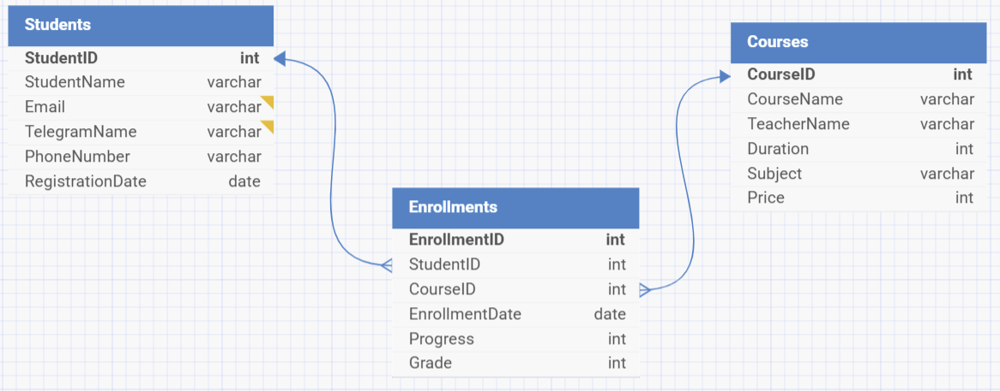 Students
StudentID int
StudentName varchar
Email varchar
TelegramName varchar
PhoneNumber varchar
RegistrationDate date
Courses
CourseID int
CourseName varchar
TeacherName varchar
Duration int
Subject varchar
Price int
Enrollments
EnrollmentID int
StudentID int
CourseID int
EnrollmentDate date
Progress int
Grade int